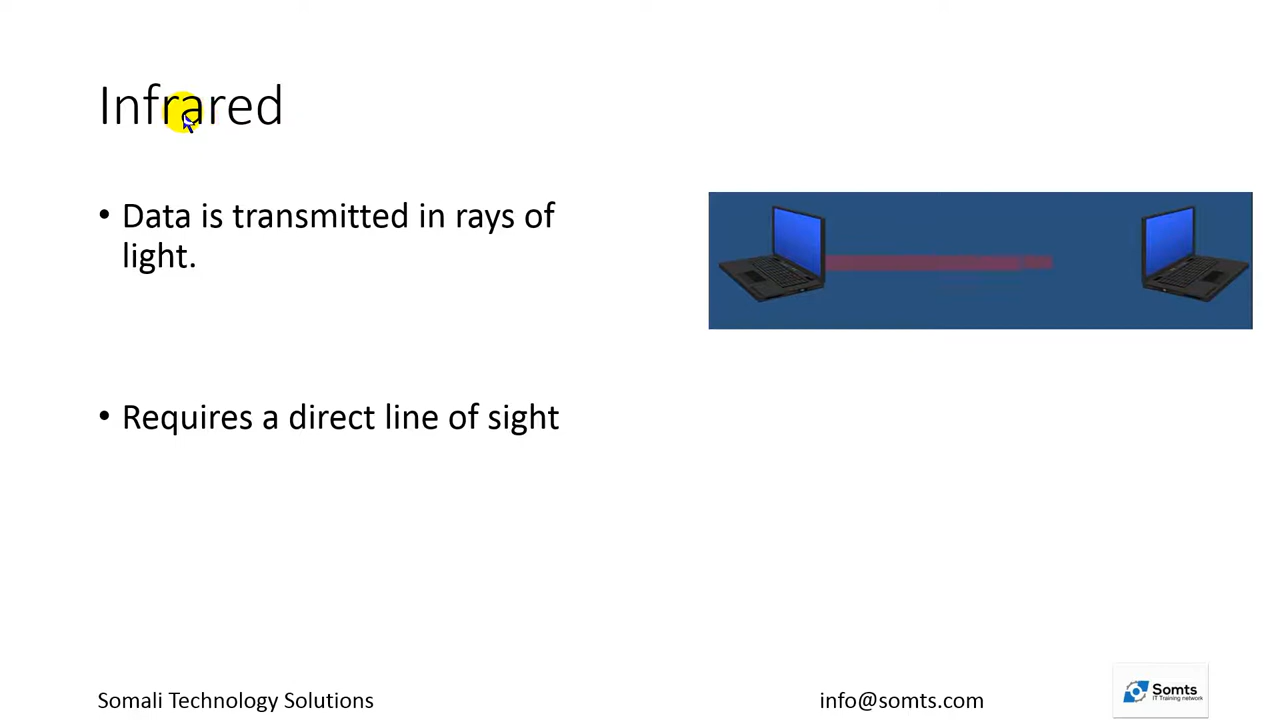 Infrared
• Data is transmitted in rays of
light.
• Requires a direct line of sight
Somali Technology Solutions
info@somts.com
Somts
IT Training network